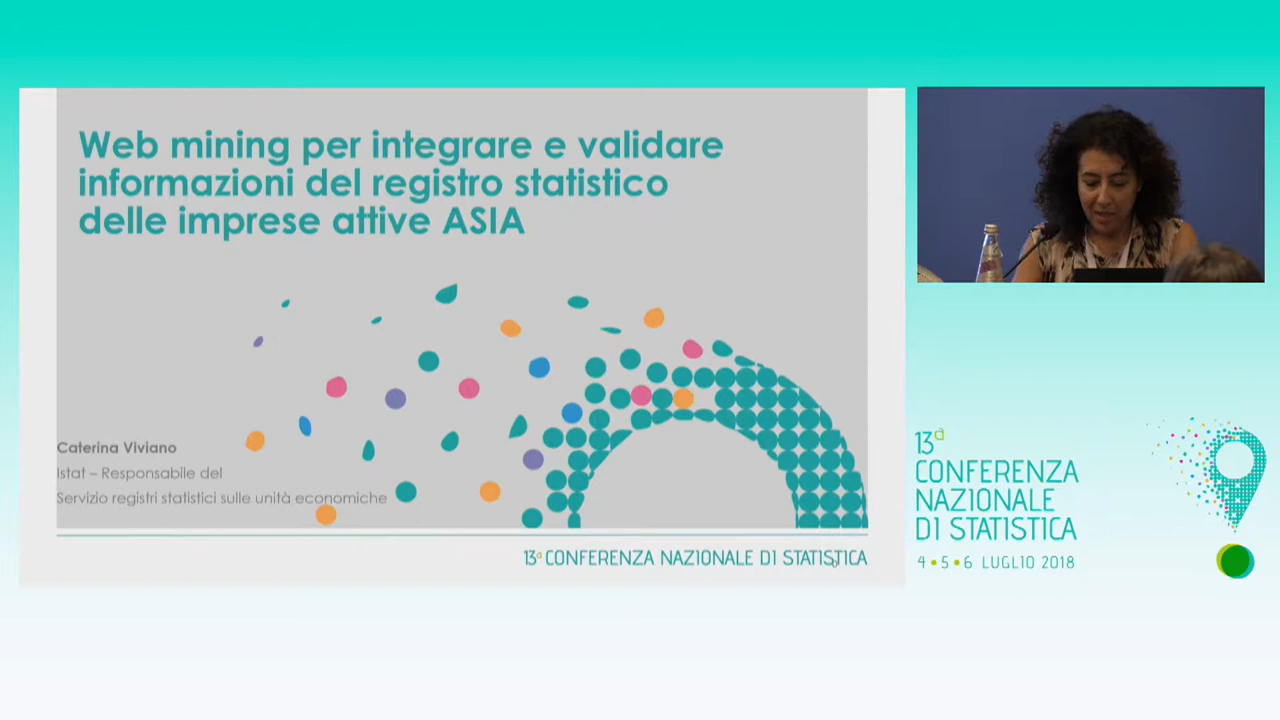 Web mining per integrare e validare
informazioni del registro statistico
delle imprese attive ASIA
Caterina Viviano
Istat – Responsabile del
Servizio registri statistici sulle unità economiche
13ª CONFERENZA NAZIONALE DI STATISTICA
13ª
CONFERENZA
NAZIONALE
DI STATISTICA
4 • 5 • 6 LUGLIO 2018